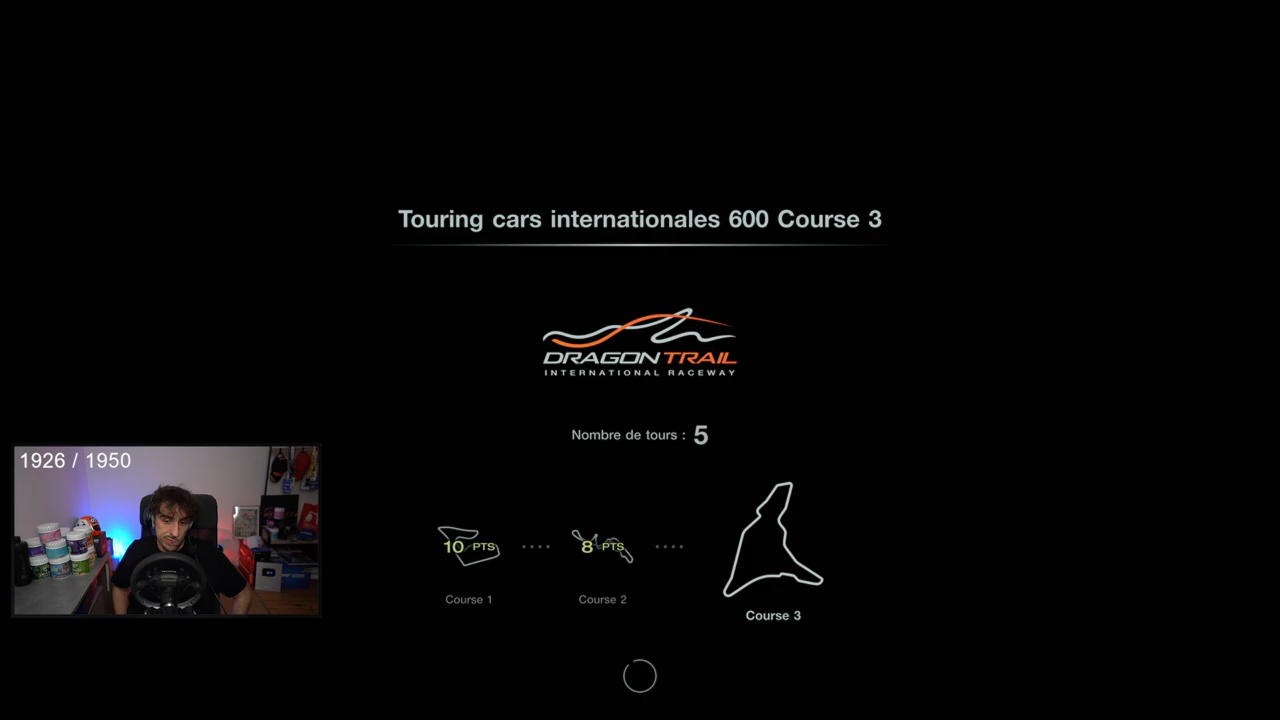 Touring cars internationales 600 Course 3
DRAGON TRAIL
INTERNATIONAL RACEWAY
Nombre de tours : 5
1926 / 1950
10 PTS
8 PTS
Course 1
Course 2
Course 3